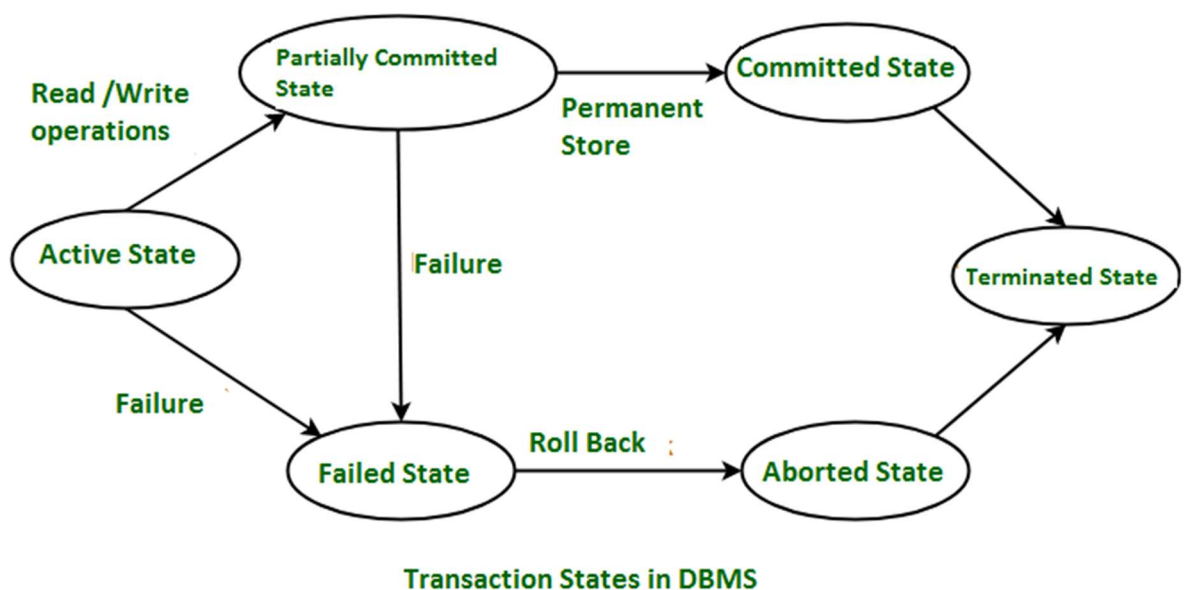 Partially Committed
State
Committed State
Read /Write
operations
Permanent
Store
Active State
Failure
Terminated State
Failure
Roll Back
Failed State
Aborted State
Transaction States in DBMS